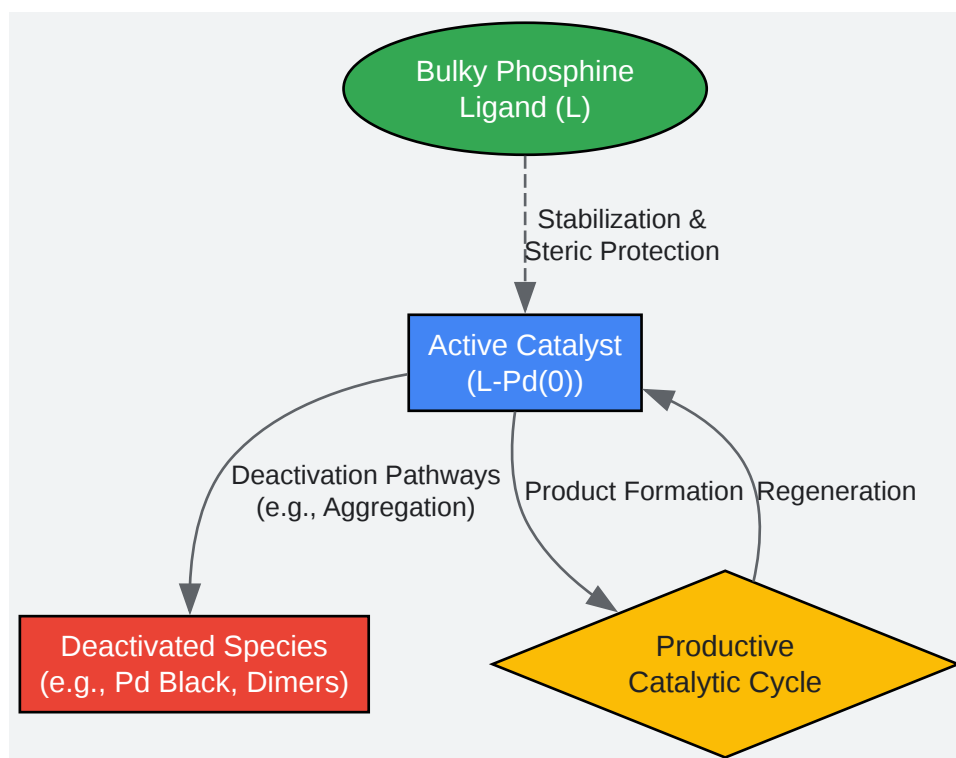 Bulky Phosphine
Ligand (L)
Stabilization &
Steric Protection
Active Catalyst
(L-Pd(0))
Deactivation Pathways
(e.g., Aggregation)
Product Formation
Regeneration
Deactivated Species
(e.g., Pd Black, Dimers)
Productive
Catalytic Cycle